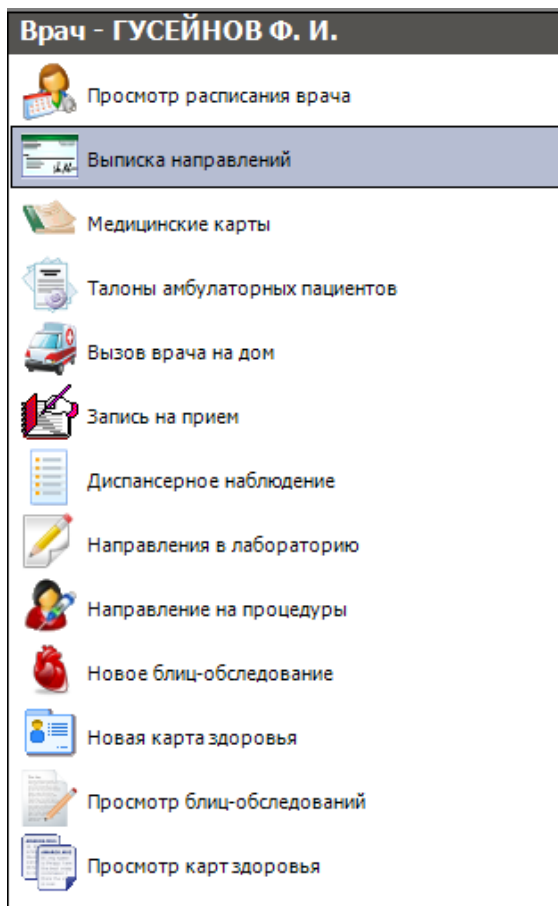 Врач - ГУСЕЙНОВ Ф. И.
Просмотр расписания врача
Выписка направлений
Медицинские карты
Талоны амбулаторных пациентов
Вызов врача на дом
Запись на прием
Диспансерное наблюдение
Направления в лабораторию
Направление на процедуры
Новое блиц-обследование
Новая карта здоровья
Просмотр блиц-обследований
Просмотр карт здоровья